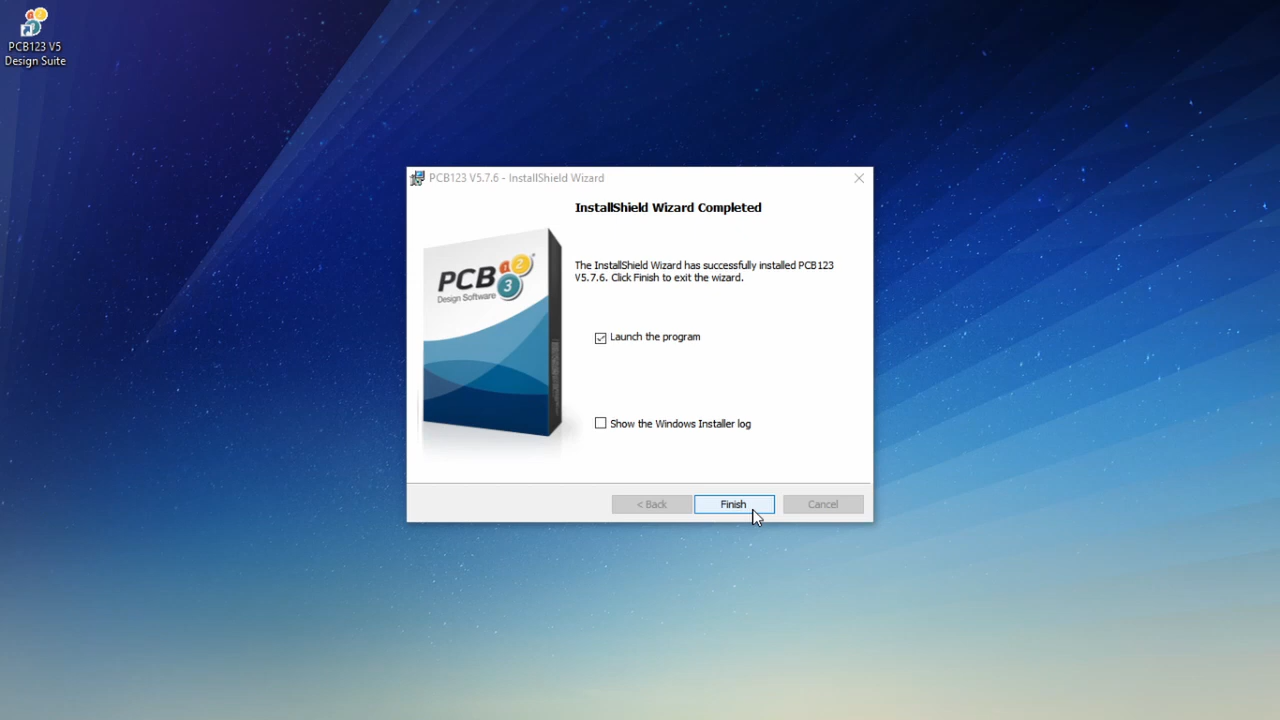 PCB123 V5
Design Suite
PCB123 V5.7.6 - InstallShield Wizard
InstallShield Wizard Completed
The InstallShield Wizard has successfully installed PCB123
V5.7.6. Click Finish to exit the wizard.
PCB123
Design Software
Launch the program
Show the Windows Installer log
< Back
Finish
Cancel